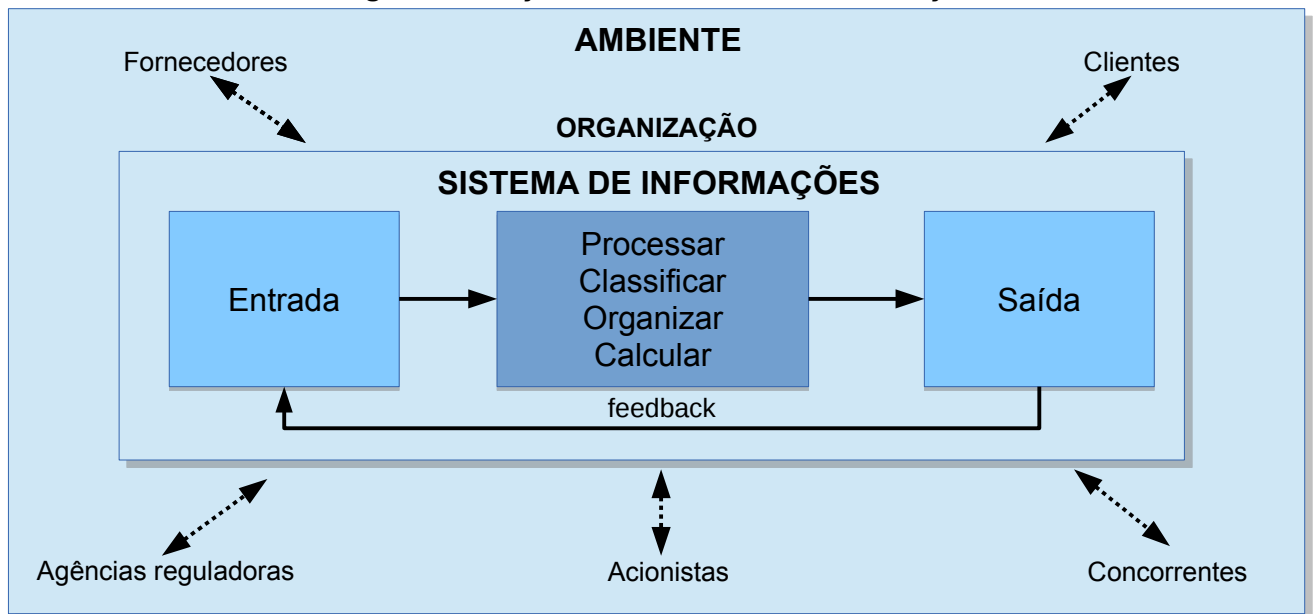 AMBIENTE
Fornecedores
Clientes
ORGANIZAÇÃO
SISTEMA DE INFORMAÇÕES
Entrada
Processar
Classificar
Organizar
Calcular
Saída
feedback
Agências reguladoras
Acionistas
Concorrentes